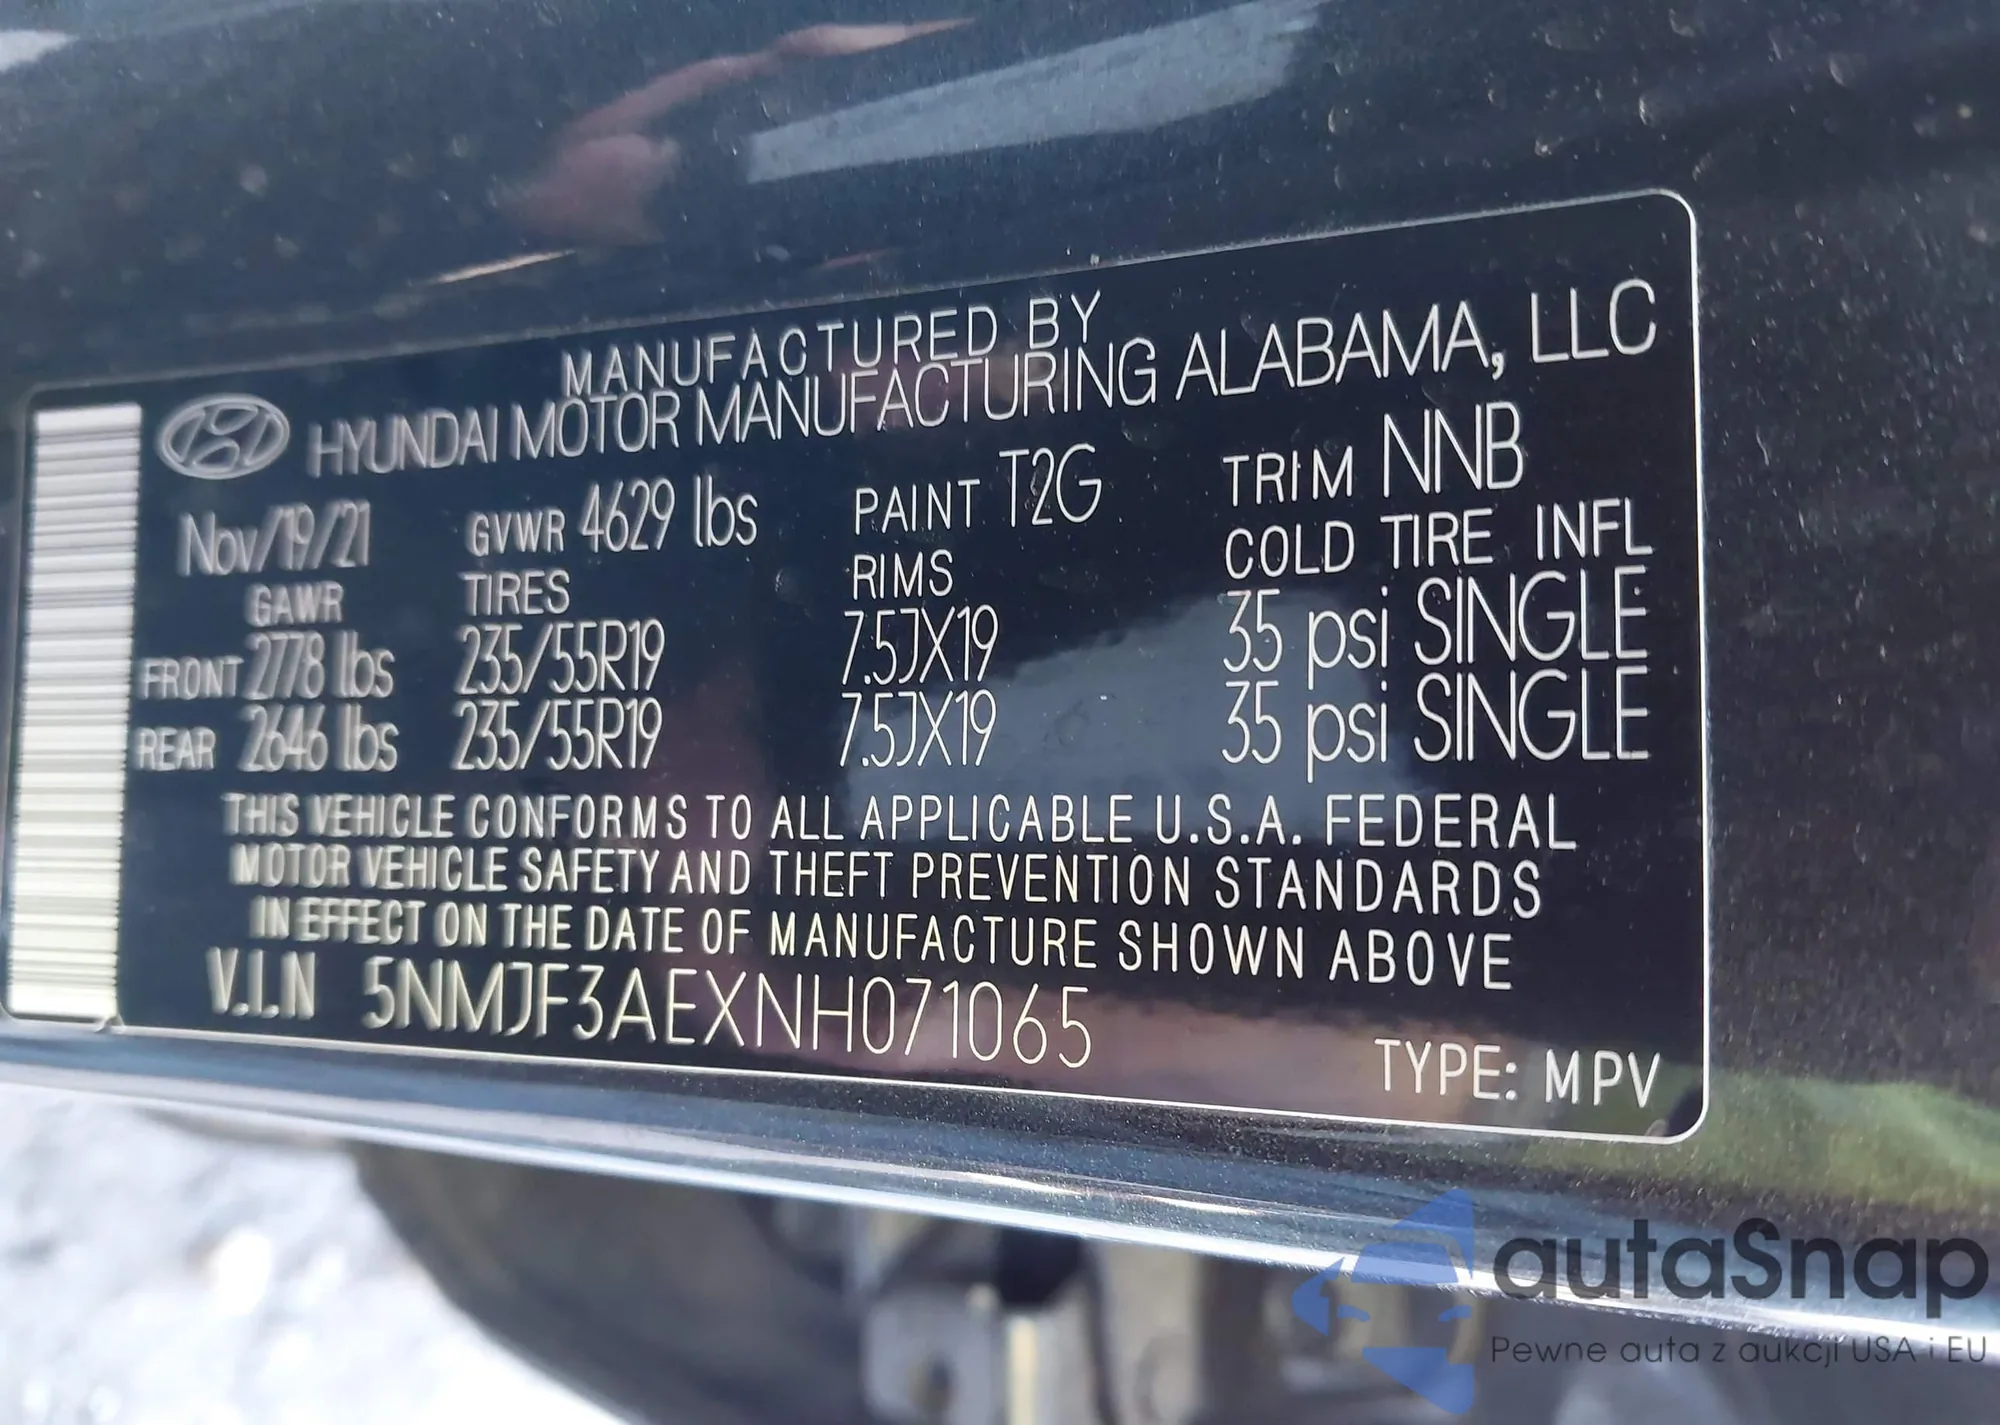 MANUFACTURED BY
HYUNDAI MOTOR MANUFACTURING ALABAMA, LLC
Nov/19/21 GVWR 4629 lbs PAINT T2G TRIM NNB
GAWR TIRES RIMS COLD TIRE INFL
FRONT 2778 lbs 235/55R19 7.5JX19 35 psi SINGLE
REAR 2646 lbs 235/55R19 7.5JX19 35 psi SINGLE
THIS VEHICLE CONFORMS TO ALL APPLICABLE U.S.A. FEDERAL
MOTOR VEHICLE SAFETY AND THEFT PREVENTION STANDARDS
IN EFFECT ON THE DATE OF MANUFACTURE SHOWN ABOVE
V.I.N 5NMJF3AEXNH071065
TYPE: MPV
autaSnap
Pewne auta z aukcji USA i EU